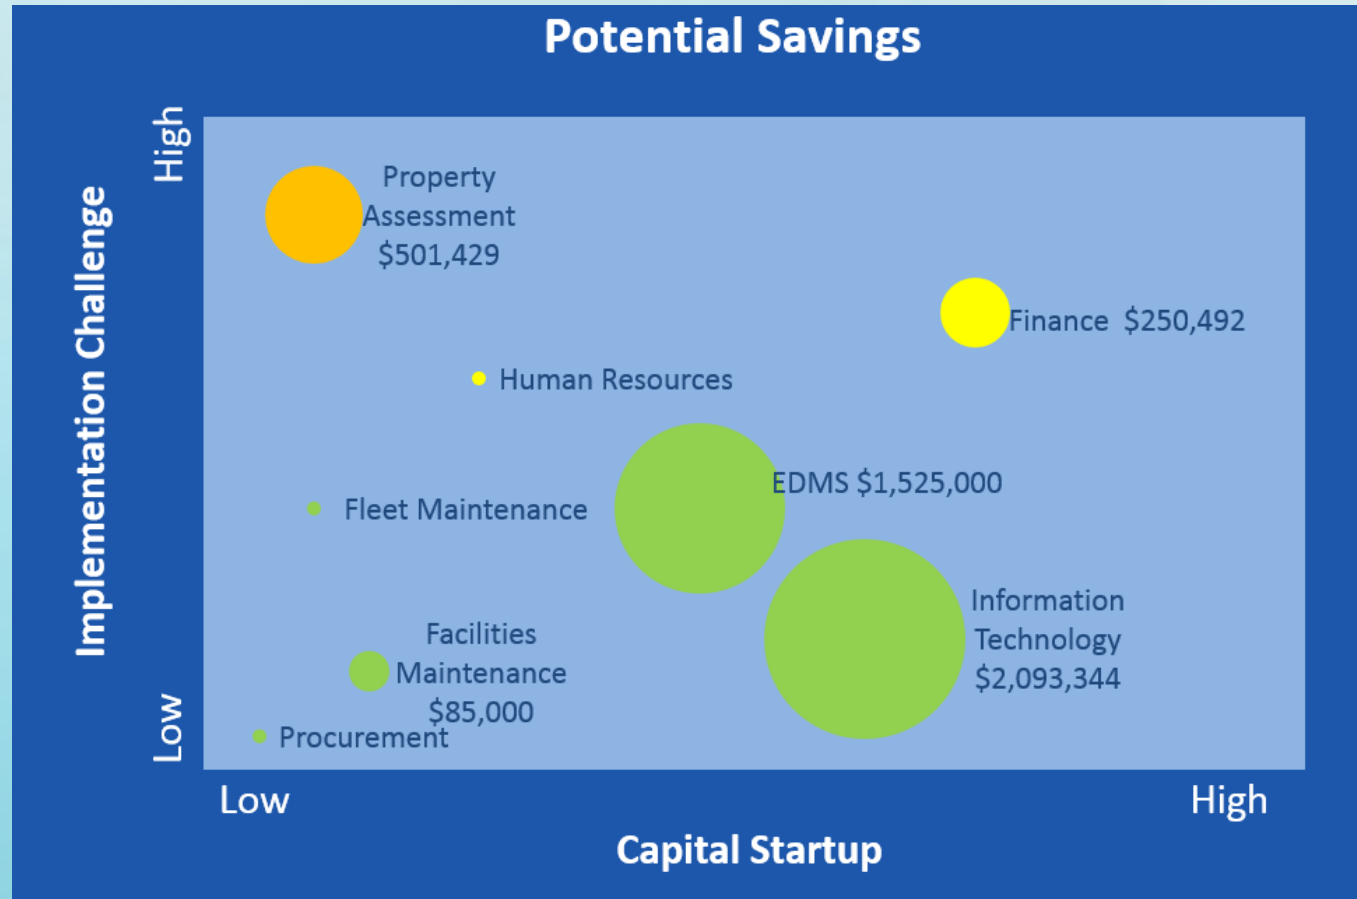 Potential Savings
High
Implementation Challenge
Low
Property
Assessment
$501,429
Finance  $250,492
Human Resources
EDMS $1,525,000
Fleet Maintenance
Information
Technology
$2,093,344
Facilities
Maintenance
$85,000
Procurement
Low
High
Capital Startup